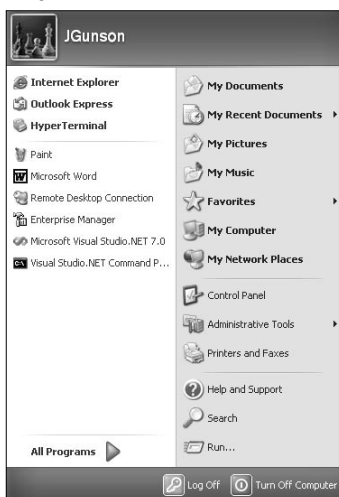 JGunson
Internet Explorer
Outlook Express
HyperTerminal
Paint
Microsoft Word
Remote Desktop Connection
Enterprise Manager
Microsoft Visual Studio.NET 7.0
Visual Studio.NET Command P...
All Programs
My Documents
My Recent Documents
My Pictures
My Music
Favorites
My Computer
My Network Places
Control Panel
Administrative Tools
Printers and Faxes
Help and Support
Search
Run...
Log Off Turn Off Computer